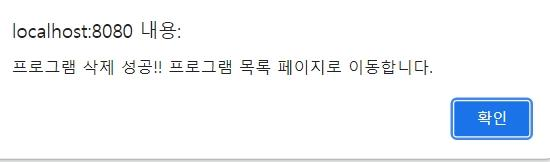 localhost:8080 내용:
프로그램 삭제 성공!! 프로그램 목록 페이지로 이동합니다.
확인